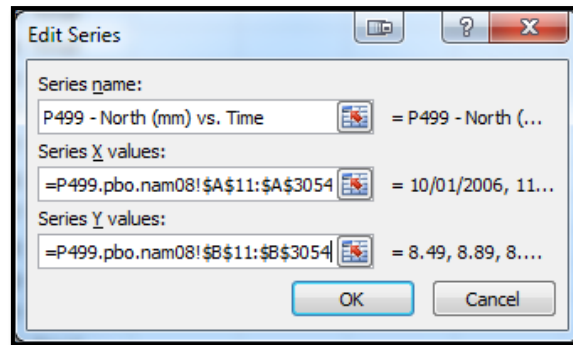 Edit Series
Series name:
P499 - North (mm) vs. Time = P499 - North (...
Series X values:
=P499.pbo.nam08!$A$11:$A$3054 = 10/01/2006, 11...
Series Y values:
=P499.pbo.nam08!$B$11:$B$3054 = 8.49, 8.89, 8....
OK Cancel